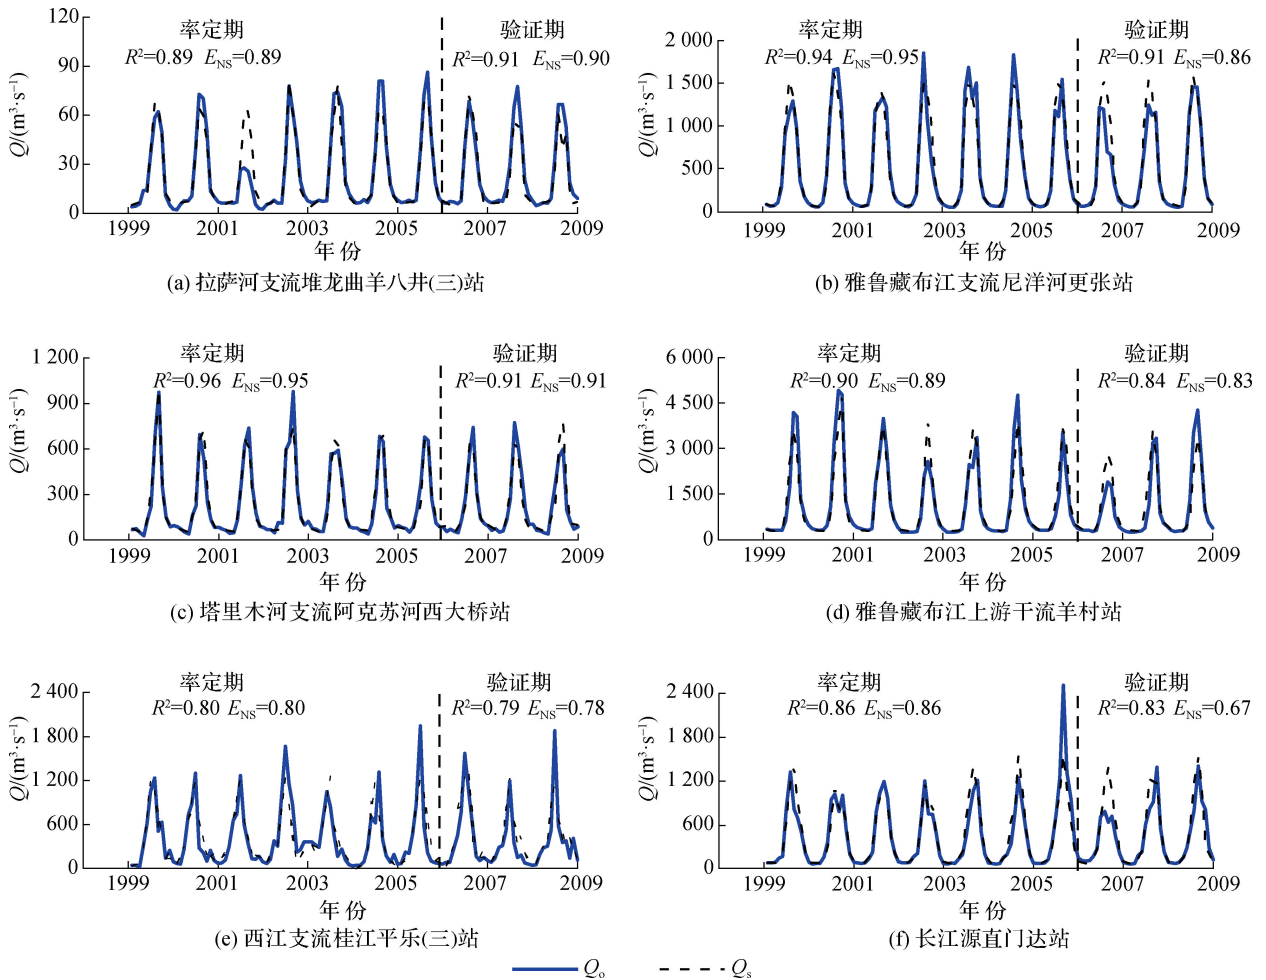 120
90
60
30
0
Q/(m³·s⁻¹)
率定期
R²=0.89 E_NS=0.89
验证期
R²=0.91 E_NS=0.90
1999 2001 2003 2005 2007 2009
年 份
(a) 拉萨河支流堆龙曲羊八井(三)站
2 000
1 500
1 000
500
0
Q/(m³·s⁻¹)
率定期
R²=0.94 E_NS=0.95
验证期
R²=0.91 E_NS=0.86
1999 2001 2003 2005 2007 2009
年 份
(b) 雅鲁藏布江支流尼洋河更张站
1 200
900
600
300
0
Q/(m³·s⁻¹)
率定期
R²=0.96 E_NS=0.95
验证期
R²=0.91 E_NS=0.91
1999 2001 2003 2005 2007 2009
年 份
(c) 塔里木河支流阿克苏河西大桥站
6 000
4 500
3 000
1 500
0
Q/(m³·s⁻¹)
率定期
R²=0.90 E_NS=0.89
验证期
R²=0.84 E_NS=0.83
1999 2001 2003 2005 2007 2009
年 份
(d) 雅鲁藏布江上游干流羊村站
2 400
1 800
1 200
600
0
Q/(m³·s⁻¹)
率定期
R²=0.80 E_NS=0.80
验证期
R²=0.79 E_NS=0.78
1999 2001 2003 2005 2007 2009
年 份
(e) 西江支流桂江平乐(三)站
2 400
1 800
1 200
600
0
Q/(m³·s⁻¹)
率定期
R²=0.86 E_NS=0.86
验证期
R²=0.83 E_NS=0.67
1999 2001 2003 2005 2007 2009
年 份
(f) 长江源直门达站
Qₒ Qₛ